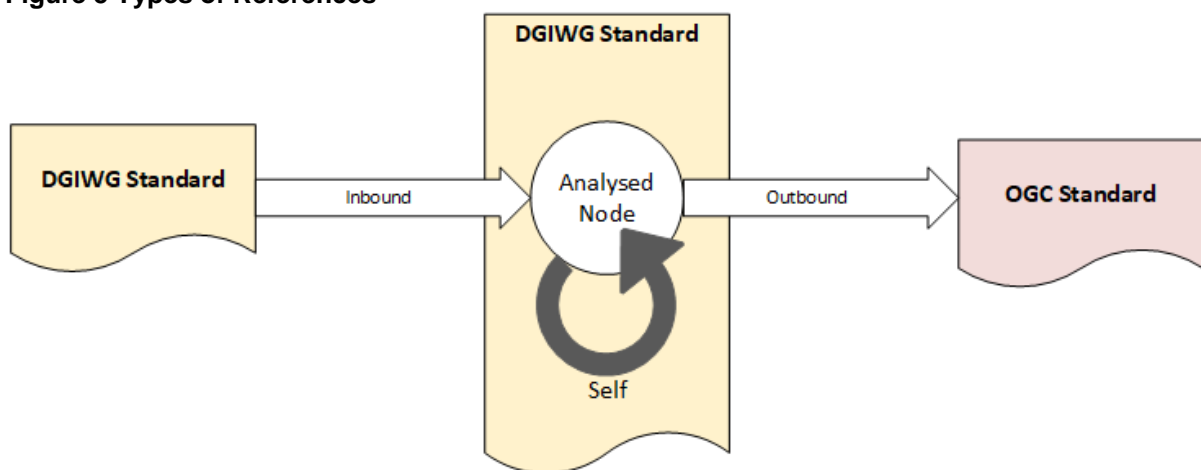 Figure 3 Types of References
DGIWG Standard
DGIWG Standard
Inbound
Analysed
Node
Outbound
OGC Standard
Self